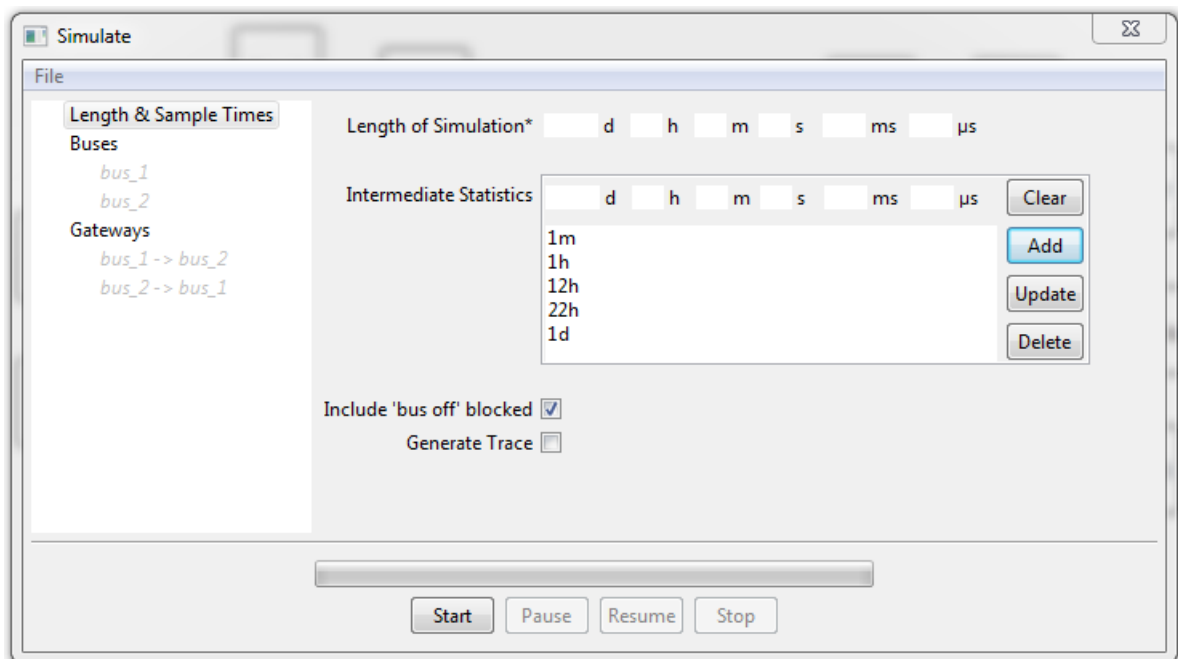 Simulate
File
Length & Sample Times
Buses
bus_1
bus_2
Gateways
bus_1 -> bus_2
bus_2 -> bus_1
Length of Simulation* d h m s ms µs
Intermediate Statistics d h m s ms µs Clear
1m
1h
12h
22h
1d
Add
Update
Delete
Include 'bus off' blocked
Generate Trace
Start Pause Resume Stop